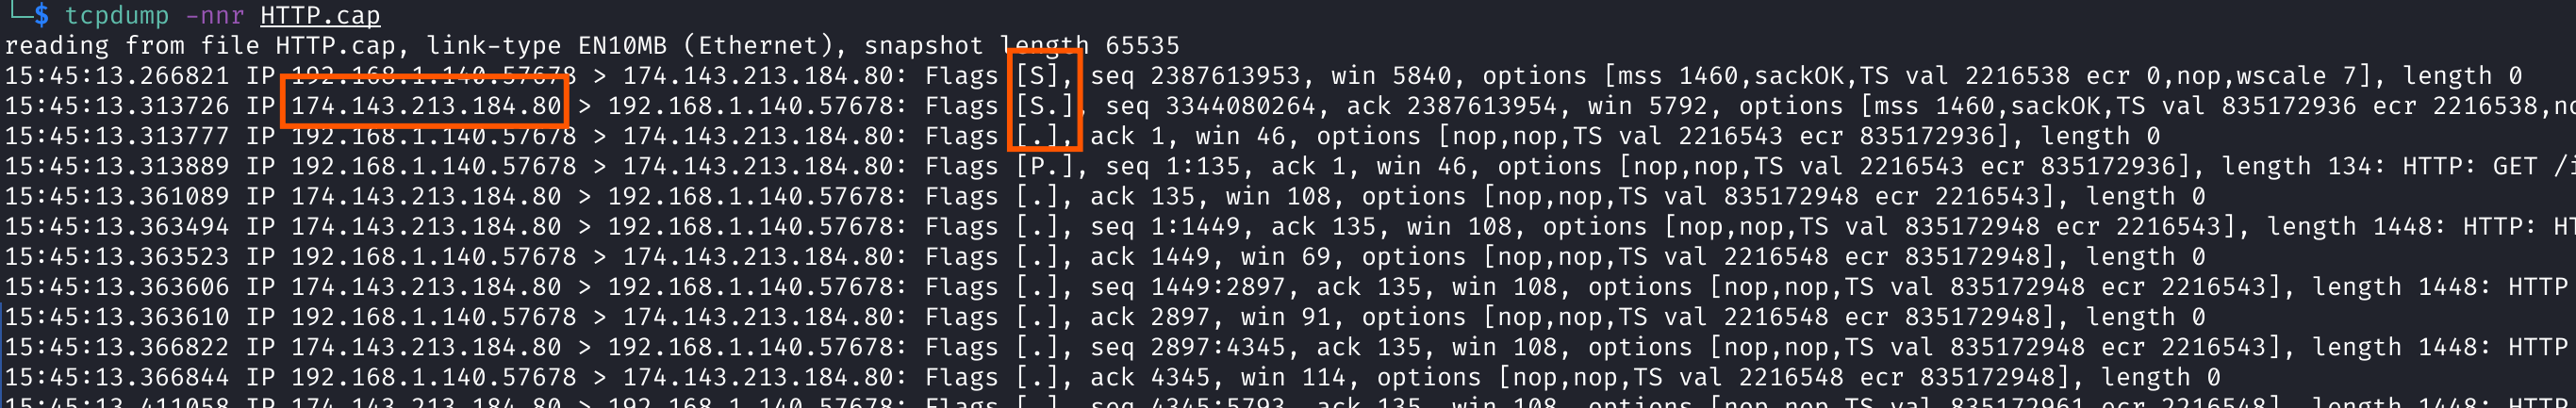 └─$ tcpdump -nnr HTTP.cap
reading from file HTTP.cap, link-type EN10MB (Ethernet), snapshot length 65535
15:45:13.266821 IP 192.168.1.140.57678 > 174.143.213.184.80: Flags [S], seq 2387613953, win 5840, options [mss 1460,sackOK,TS val 2216538 ecr 0,nop,wscale 7], length 0
15:45:13.313726 IP 174.143.213.184.80 > 192.168.1.140.57678: Flags [S.], seq 3344080264, ack 2387613954, win 5792, options [mss 1460,sackOK,TS val 835172936 ecr 2216538,no
15:45:13.313777 IP 192.168.1.140.57678 > 174.143.213.184.80: Flags [.], ack 1, win 46, options [nop,nop,TS val 2216543 ecr 835172936], length 0
15:45:13.313889 IP 192.168.1.140.57678 > 174.143.213.184.80: Flags [P.], seq 1:135, ack 1, win 46, options [nop,nop,TS val 2216543 ecr 835172936], length 134: HTTP: GET /i
15:45:13.361089 IP 174.143.213.184.80 > 192.168.1.140.57678: Flags [.], ack 135, win 108, options [nop,nop,TS val 835172948 ecr 2216543], length 0
15:45:13.363494 IP 174.143.213.184.80 > 192.168.1.140.57678: Flags [.], seq 1:1449, ack 135, win 108, options [nop,nop,TS val 835172948 ecr 2216543], length 1448: HTTP: HT
15:45:13.363523 IP 192.168.1.140.57678 > 174.143.213.184.80: Flags [.], ack 1449, win 69, options [nop,nop,TS val 2216548 ecr 835172948], length 0
15:45:13.363606 IP 174.143.213.184.80 > 192.168.1.140.57678: Flags [.], seq 1449:2897, ack 135, win 108, options [nop,nop,TS val 835172948 ecr 2216543], length 1448: HTTP
15:45:13.363610 IP 192.168.1.140.57678 > 174.143.213.184.80: Flags [.], ack 2897, win 91, options [nop,nop,TS val 2216548 ecr 835172948], length 0
15:45:13.366822 IP 174.143.213.184.80 > 192.168.1.140.57678: Flags [.], seq 2897:4345, ack 135, win 108, options [nop,nop,TS val 835172948 ecr 2216543], length 1448: HTTP
15:45:13.366844 IP 192.168.1.140.57678 > 174.143.213.184.80: Flags [.], ack 4345, win 114, options [nop,nop,TS val 2216548 ecr 835172948], length 0
15:45:13.411058 IP 174.143.213.184.80 > 192.168.1.140.57678: Flags [.], seq 4345:5793, ack 135, win 108, options [nop,nop,TS val 835172961 ecr 2216548], length 1448: HTTP